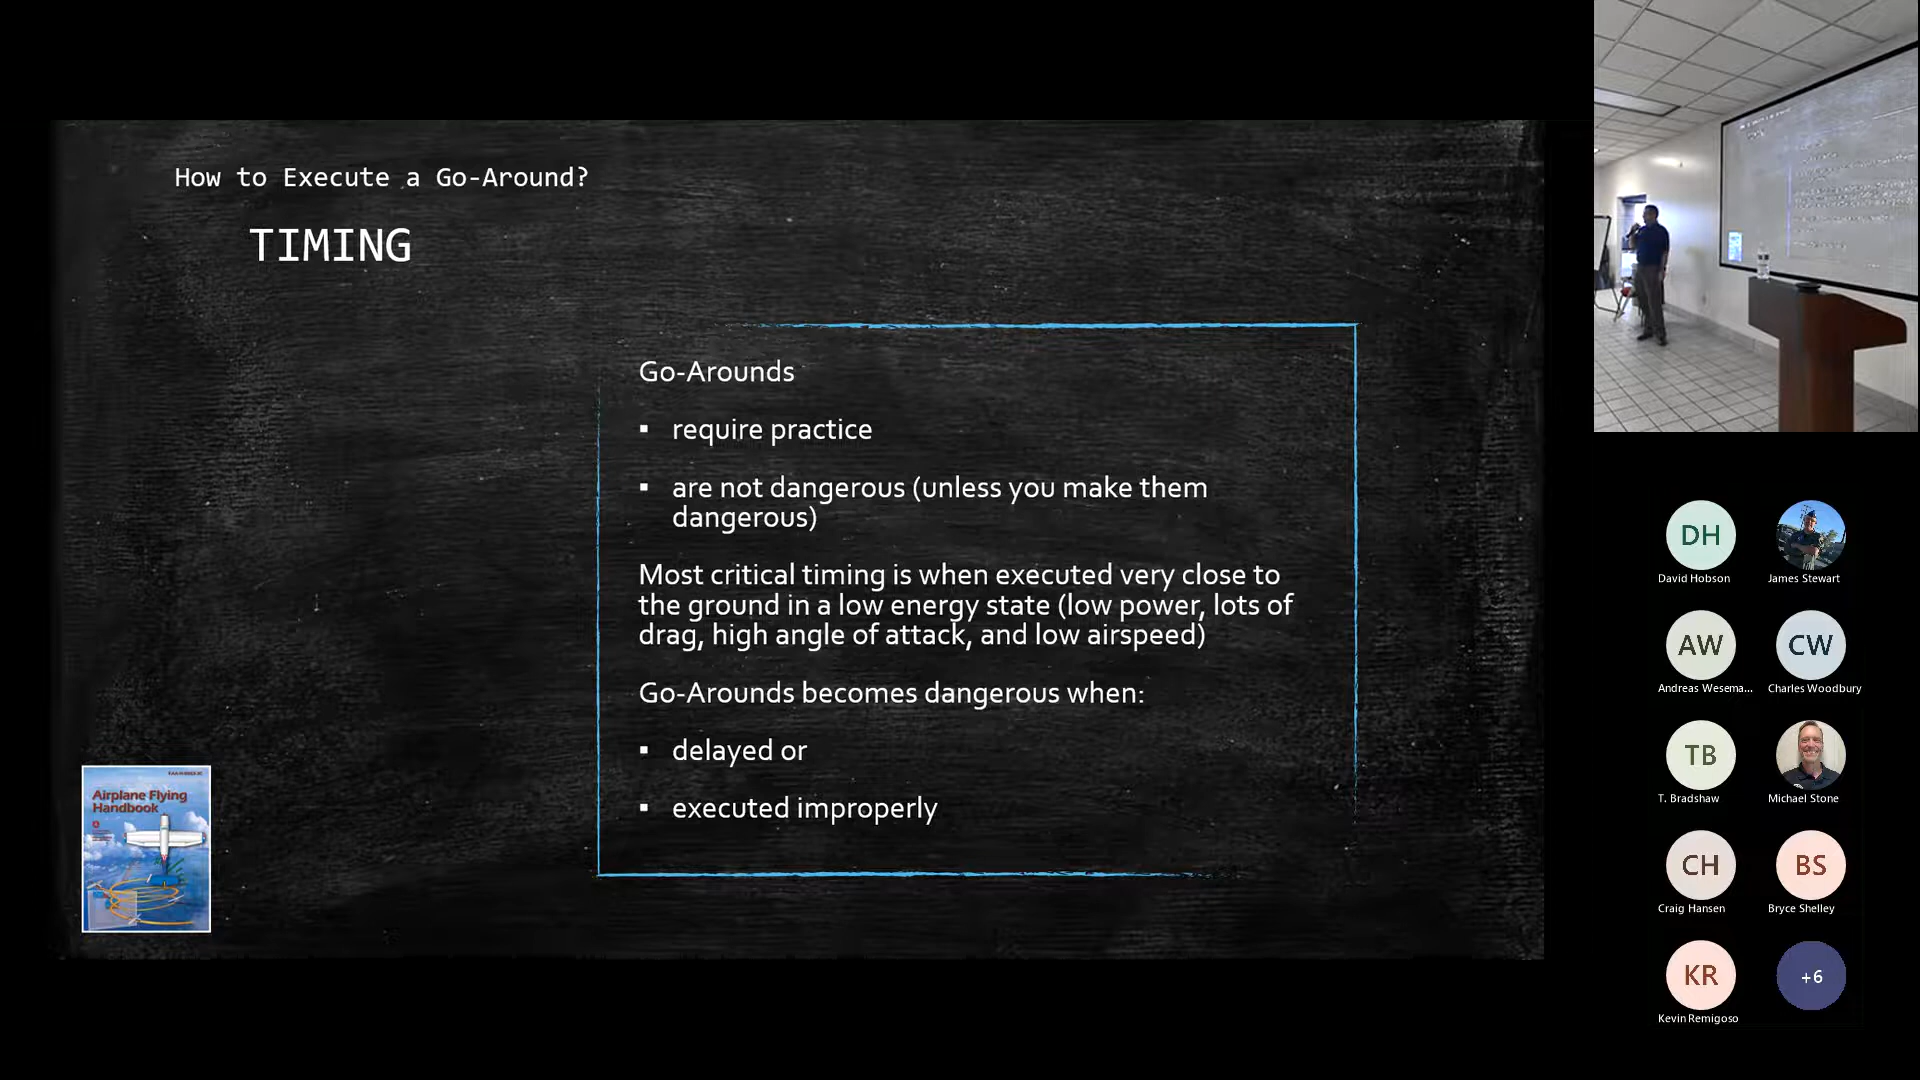 How to Execute a Go-Around?
TIMING
Go-Arounds
▪ require practice
▪ are not dangerous (unless you make them
dangerous)
Most critical timing is when executed very close to
the ground in a low energy state (low power, lots of
drag, high angle of attack, and low airspeed)
Go-Arounds becomes dangerous when:
▪ delayed or
▪ executed improperly
Airplane Flying
Handbook
DH
David Hobson
James Stewart
AW
Andreas Wesema...
CW
Charles Woodbury
TB
T. Bradshaw
Michael Stone
CH
Craig Hansen
BS
Bryce Shelley
KR
Kevin Remigoso
+6